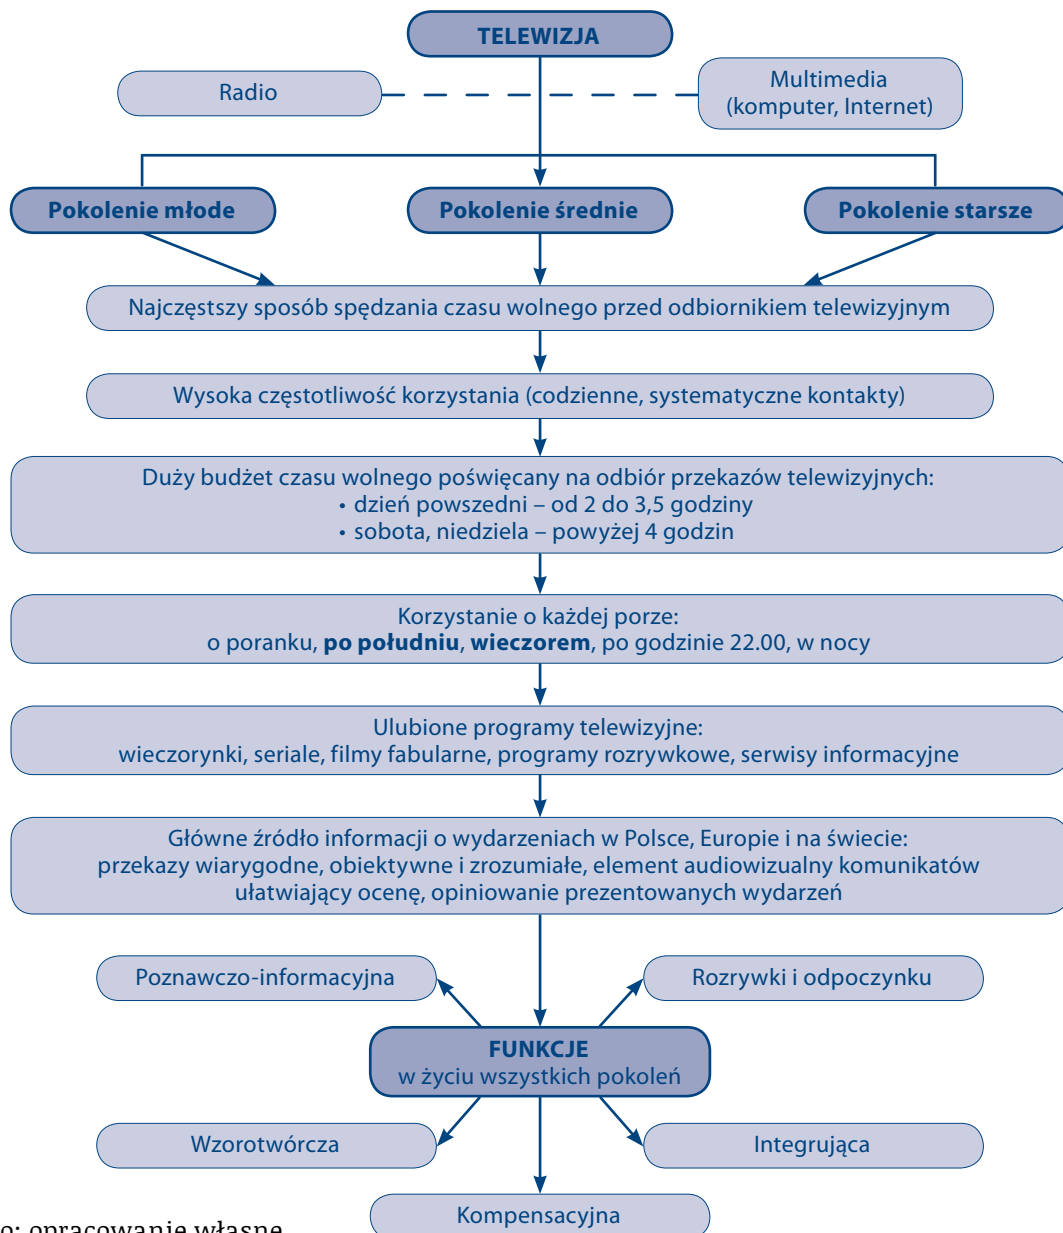 TELEWIZJA
Radio
Multimedia
(komputer, Internet)
Pokolenie młode
Pokolenie średnie
Pokolenie starsze
Najczęstszy sposób spędzania czasu wolnego przed odbiornikiem telewizyjnym
Wysoka częstotliwość korzystania (codzienne, systematyczne kontakty)
Duży budżet czasu wolnego poświęcany na odbiór przekazów telewizyjnych:
• dzień powszedni – od 2 do 3,5 godziny
• sobota, niedziela – powyżej 4 godzin
Korzystanie o każdej porze:
o poranku, po południu, wieczorem, po godzinie 22.00, w nocy
Ulubione programy telewizyjne:
wieczorynki, seriale, filmy fabularne, programy rozrywkowe, serwisy informacyjne
Główne źródło informacji o wydarzeniach w Polsce, Europie i na świecie:
przekazy wiarygodne, obiektywne i zrozumiałe, element audiowizualny komunikatów
ułatwiający ocenę, opiniowanie prezentowanych wydarzeń
Poznawczo-informacyjna
Rozrywki i odpoczynku
FUNKCJE
w życiu wszystkich pokoleń
Wzorotwórcza
Integrująca
Kompensacyjna
o: opracowanie własne